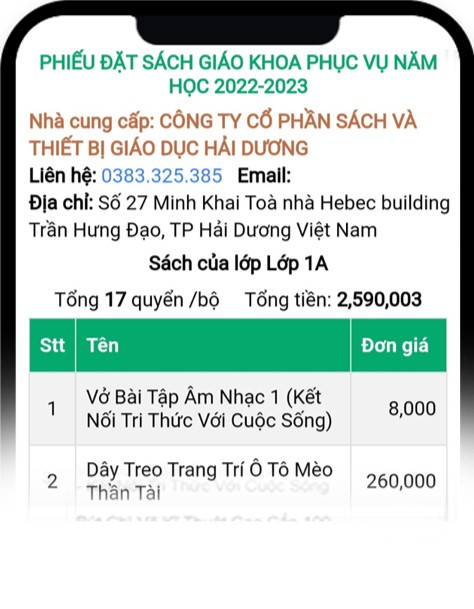 PHIẾU ĐẶT SÁCH GIÁO KHOA PHỤC VỤ NĂM
HỌC 2022-2023
Nhà cung cấp: CÔNG TY CỔ PHẦN SÁCH VÀ
THIẾT BỊ GIÁO DỤC HẢI DƯƠNG
Liên hệ: 0383.325.385 Email:
Địa chỉ: Số 27 Minh Khai Toà nhà Hebec building
Trần Hưng Đạo, TP Hải Dương Việt Nam
Sách của lớp Lớp 1A
Tổng 17 quyển /bộ Tổng tiền: 2,590,003
Stt Tên Đơn giá
1 Vở Bài Tập Âm Nhạc 1 (Kết
Nối Tri Thức Với Cuộc Sống) 8,000
2 Dây Treo Trang Trí Ô Tô Mèo
Thần Tài 260,000
Tri Thức Với Cuộc Sống